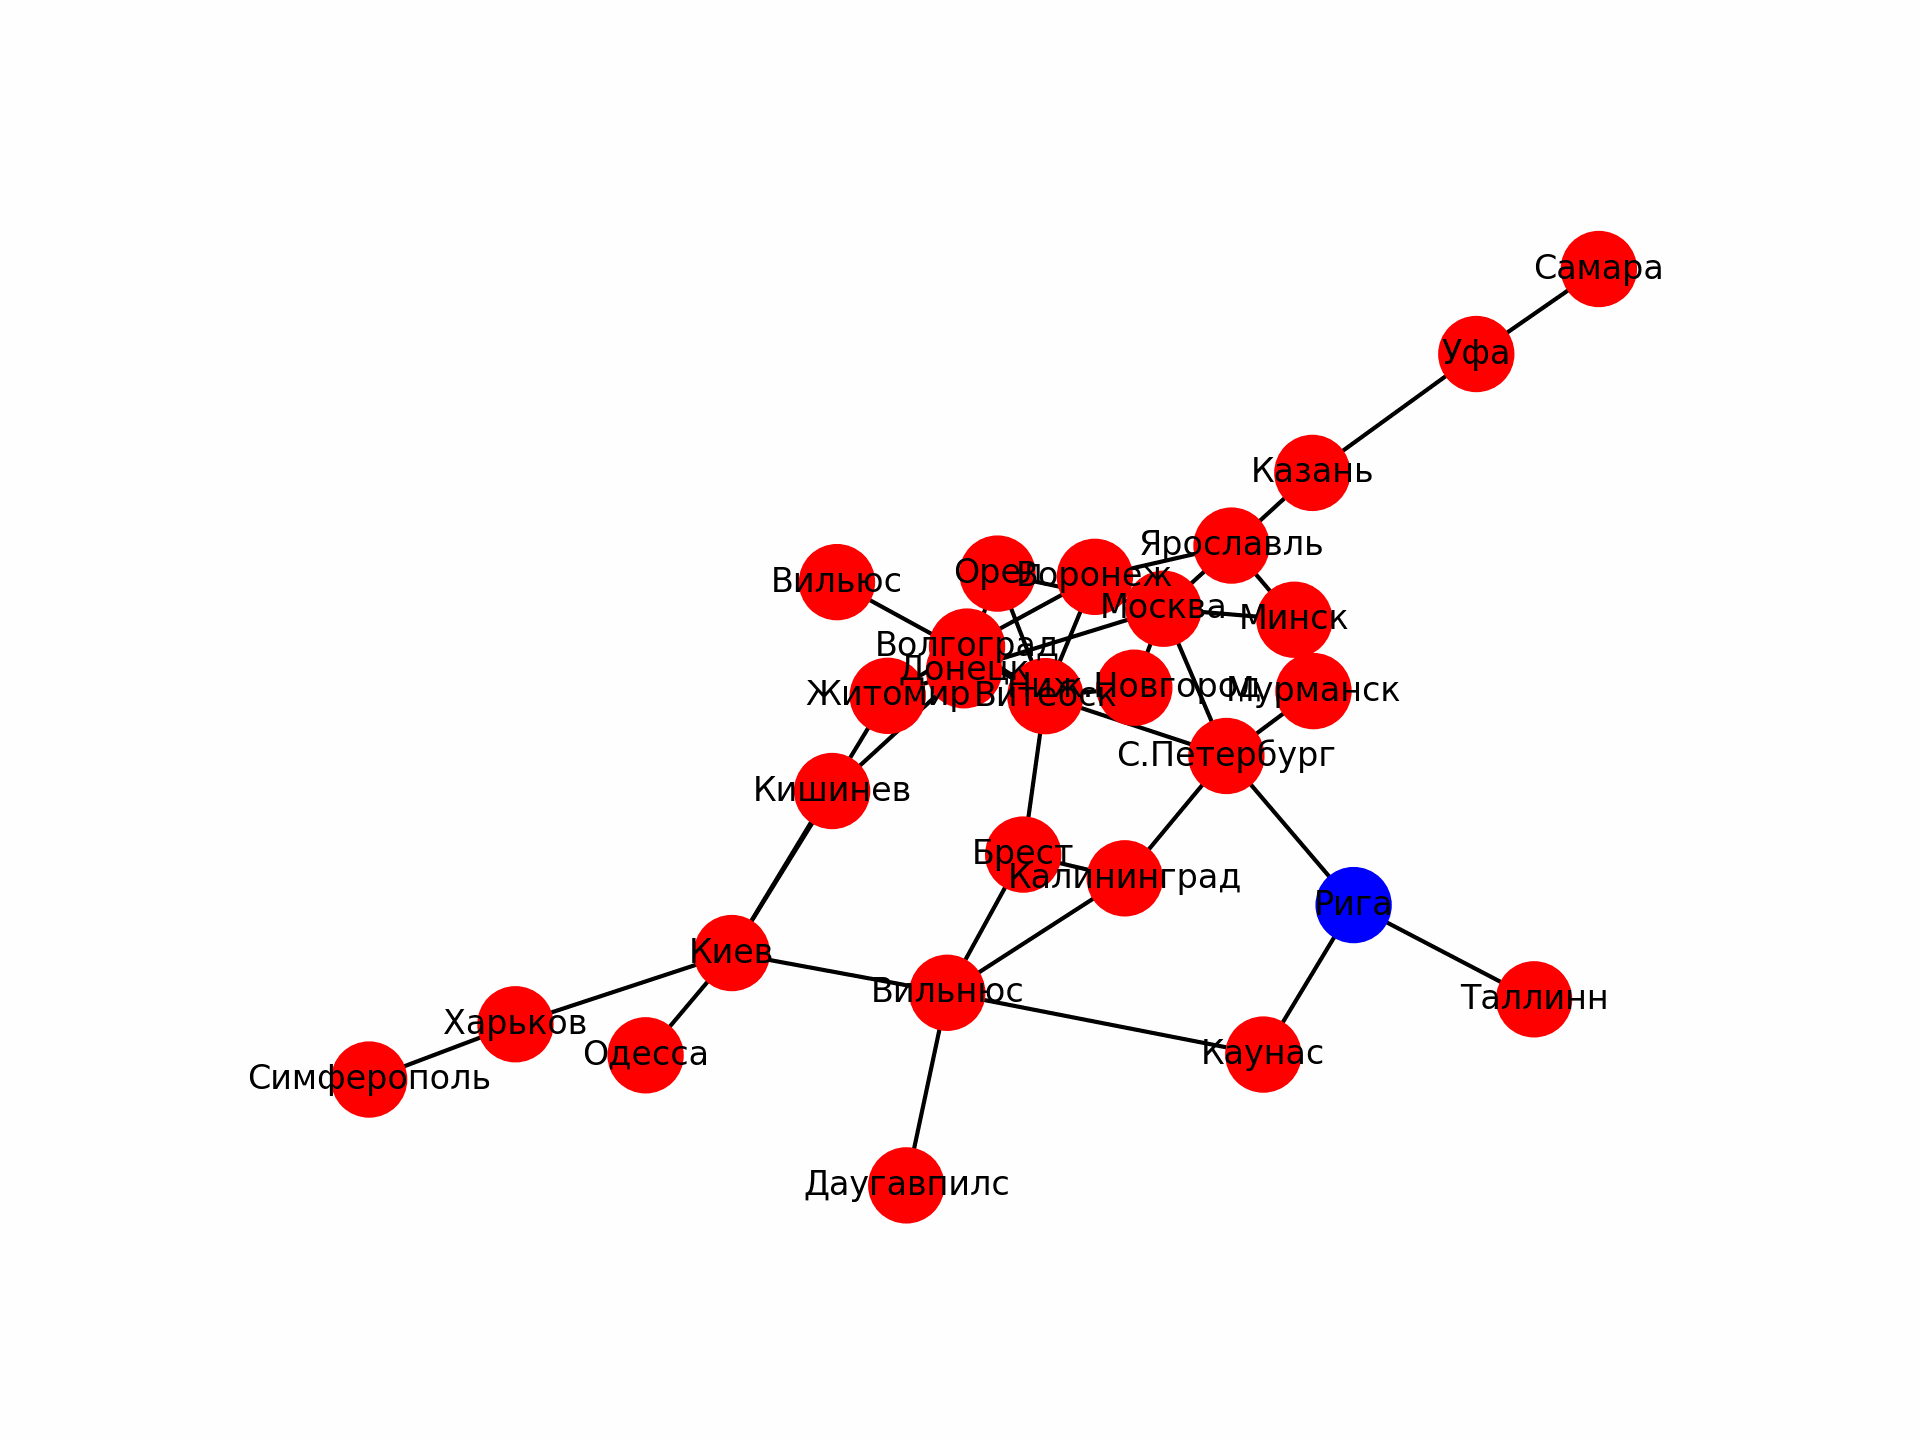 Самара
Уфа
Казань
Ярославль
Орел
Воронеж
Вильюс
Москва
Минск
Волгоград
Донецк
Житомир
Витебск
Ниж.Новгород
Мурманск
С.Петербург
Кишинев
Брест
Калининград
Рига
Киев
Вильнюс
Таллинн
Харьков
Одесса
Каунас
Симферополь
Даугавпилс